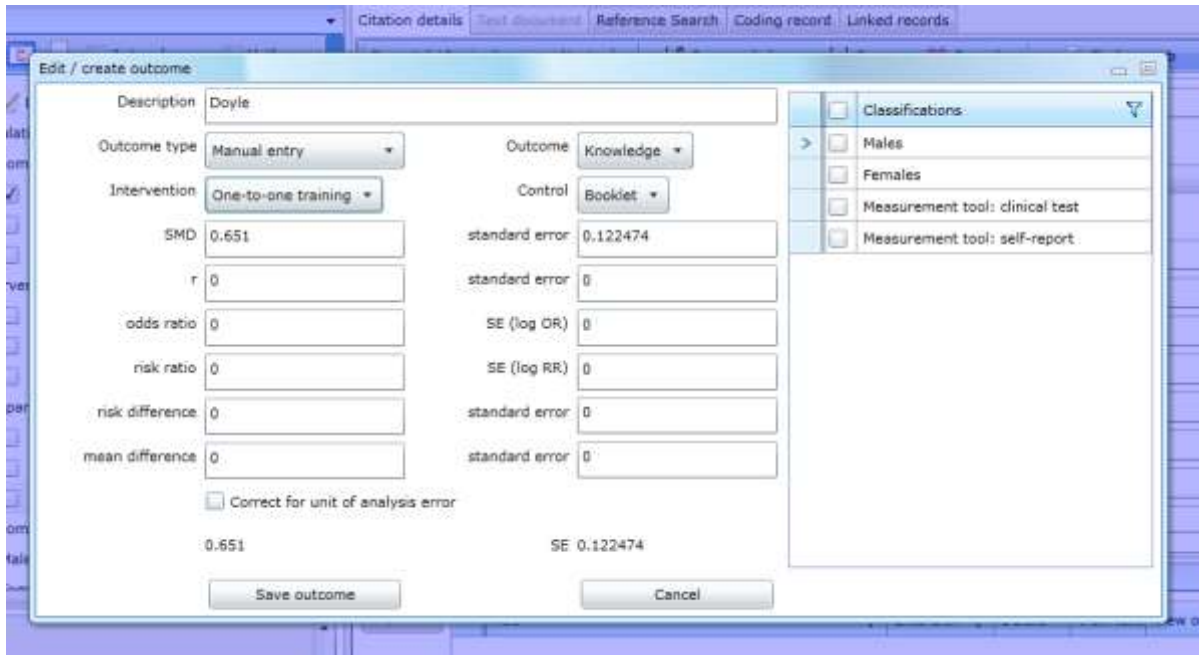 Citation details Text document Reference Search Coding record Linked records
Edit / create outcome
Description Doyle
Classifications
Outcome type Manual entry Outcome Knowledge
Males
Females
Intervention One-to-one training Control Booklet
Measurement tool: clinical test
SMD 0.651 standard error 0.122474
Measurement tool: self-report
r 0 standard error 0
odds ratio 0 SE (log OR) 0
risk ratio 0 SE (log RR) 0
risk difference 0 standard error 0
mean difference 0 standard error 0
Correct for unit of analysis error
0.651 SE 0.122474
Save outcome Cancel